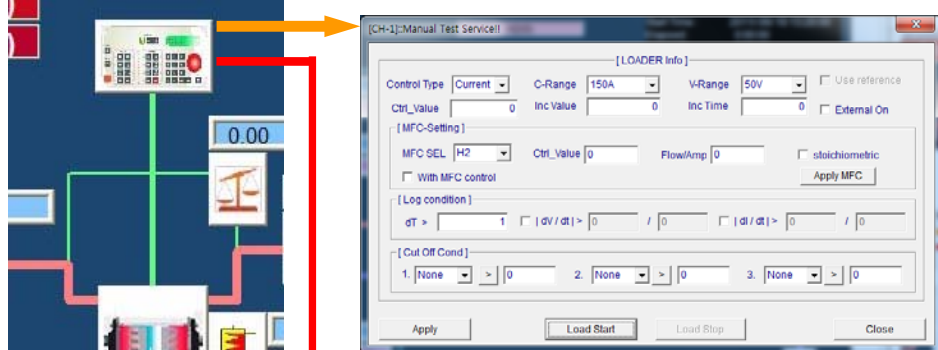 [CH-1]::Manual Test Service!!
[ LOADER Info ]
Control Type Current C-Range 150A V-Range 50V Use reference
Ctrl_Value 0 Inc Value 0 Inc Time 0 External On
[ MFC-Setting ]
MFC SEL H2 Ctrl_Value 0 Flow/Amp 0 stoichiometric
With MFC control Apply MFC
[ Log condition ]
dT > 1 | dV / dt | > 0 / 0 | dI / dt | > 0 / 0
[ Cut Off Cond ]
1. None > 0 2. None > 0 3. None > 0
Apply Load Start Load Stop Close
0.00